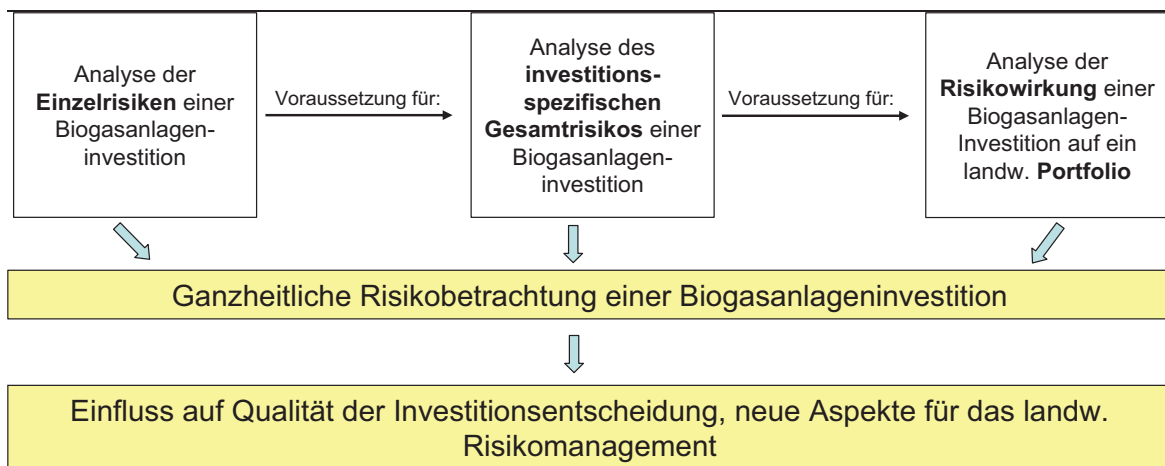 Analyse der
Einzelrisiken einer
Biogasanlagen-
investition
Voraussetzung für:
Analyse des
investitions-
spezifischen
Gesamtrisikos einer
Biogasanlagen-
investition
Voraussetzung für:
Analyse der
Risikowirkung einer
Biogasanlagen-
Investition auf ein
landw. Portfolio
Ganzheitliche Risikobetrachtung einer Biogasanlageninvestition
Einfluss auf Qualität der Investitionsentscheidung, neue Aspekte für das landw.
Risikomanagement